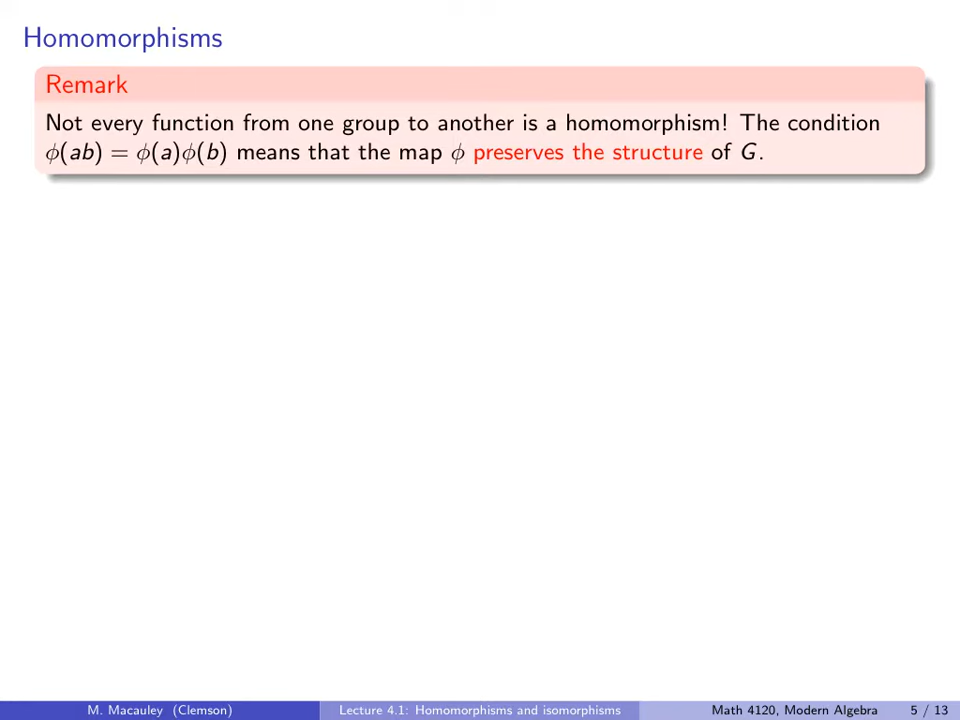 Homomorphisms
Remark
Not every function from one group to another is a homomorphism! The condition
ϕ(ab) = ϕ(a)ϕ(b) means that the map ϕ preserves the structure of G.
M. Macauley (Clemson) Lecture 4.1: Homomorphisms and isomorphisms Math 4120, Modern Algebra 5 / 13